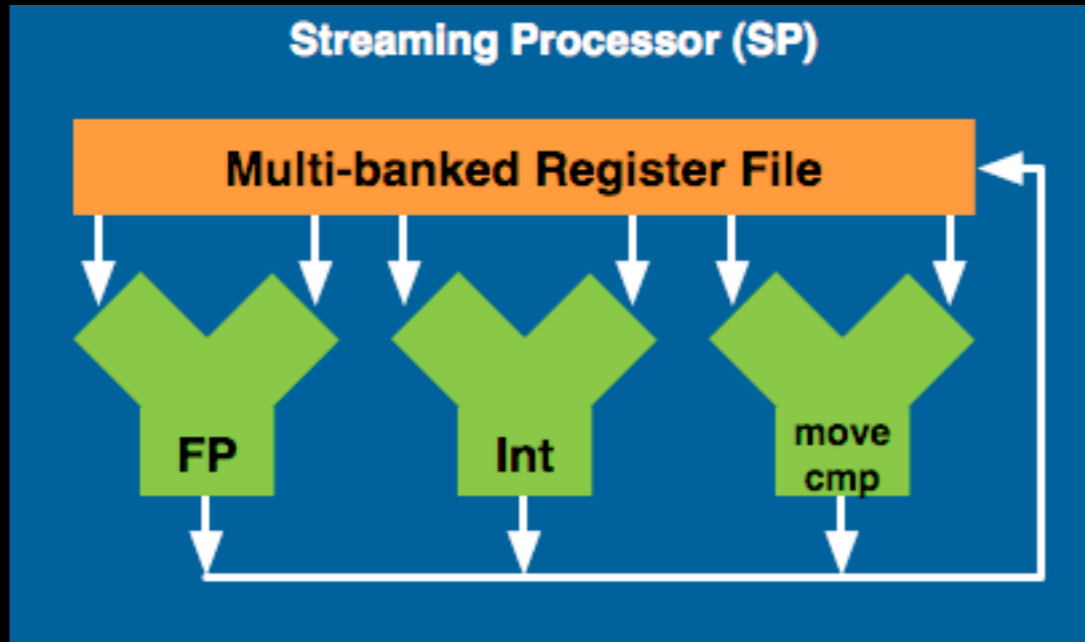 Streaming Processor (SP)
Multi-banked Register File
FP
Int
move
cmp